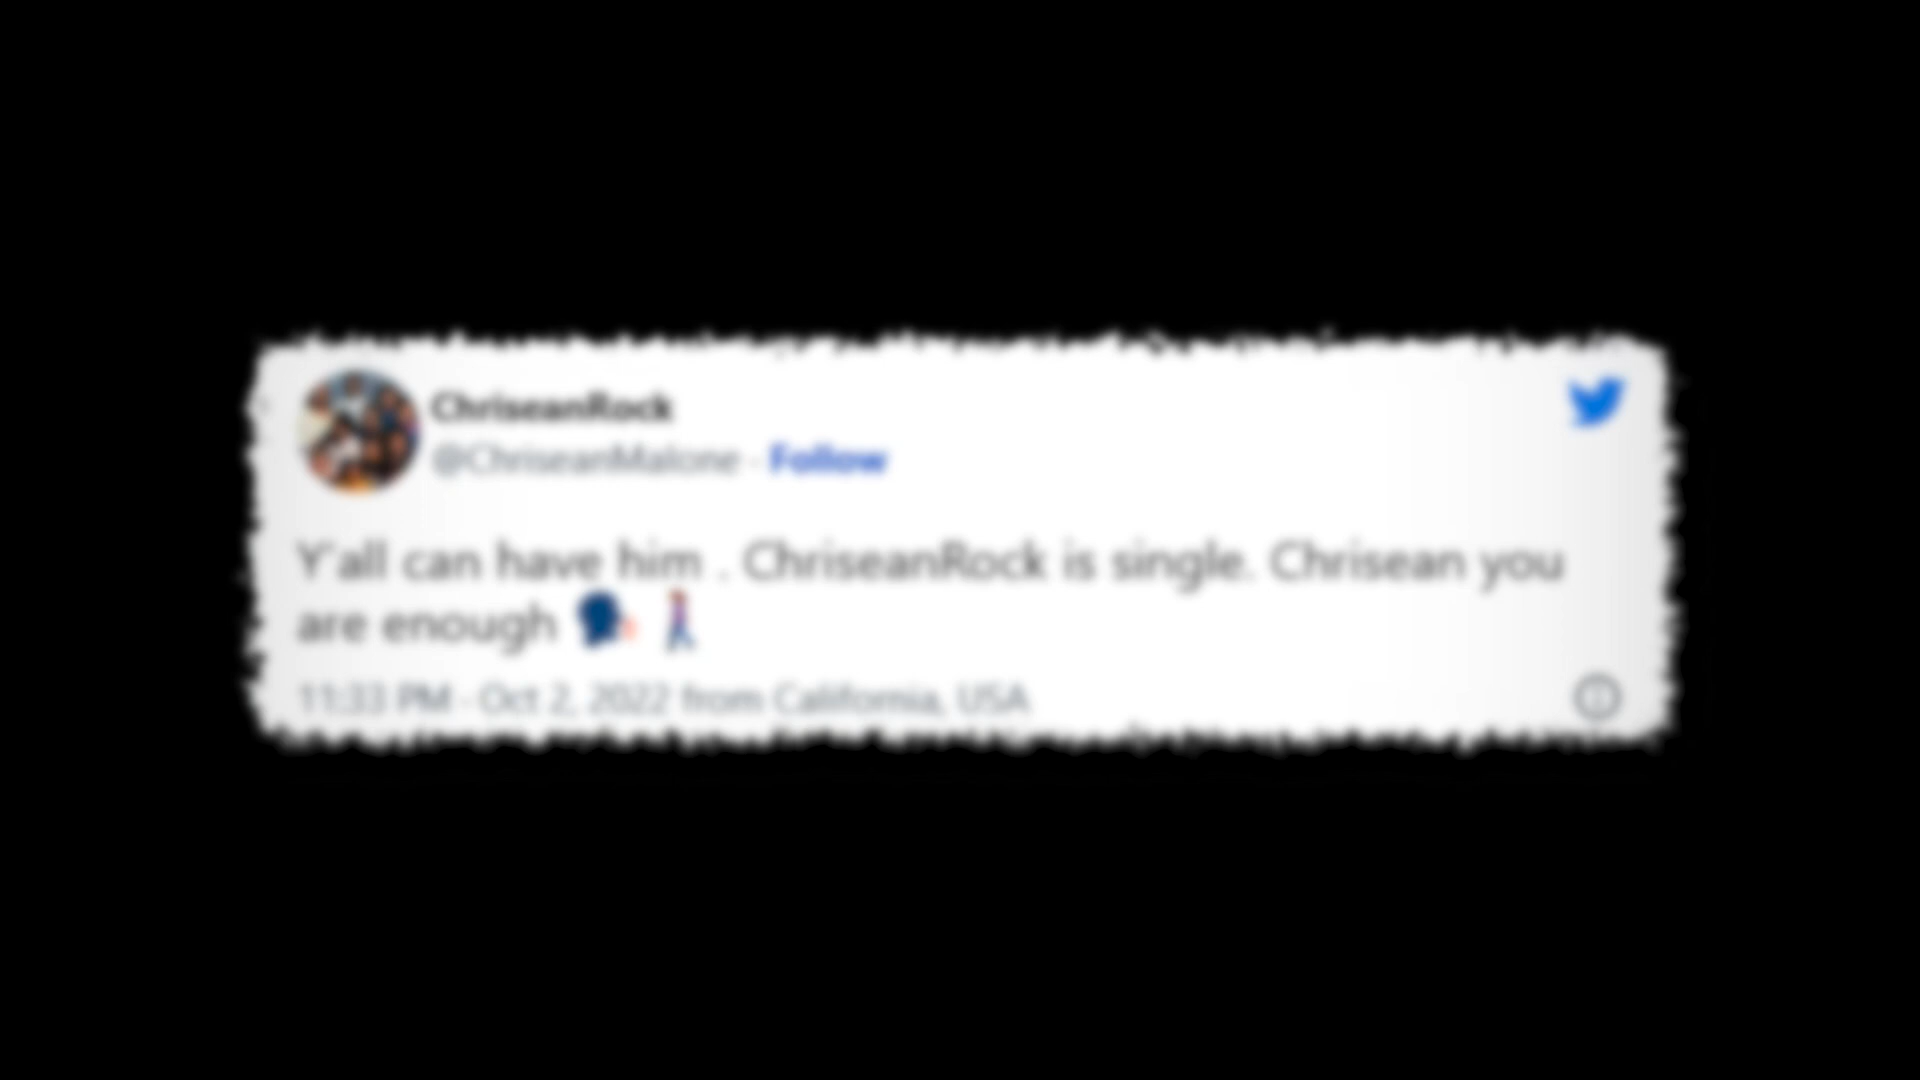 ChriseanRock
@ChriseanMalone · Follow
Y'all can have him . ChriseanRock is single. Chrisean you
are enough 🗣 🚶
11:33 PM · Oct 2, 2022 from California, USA